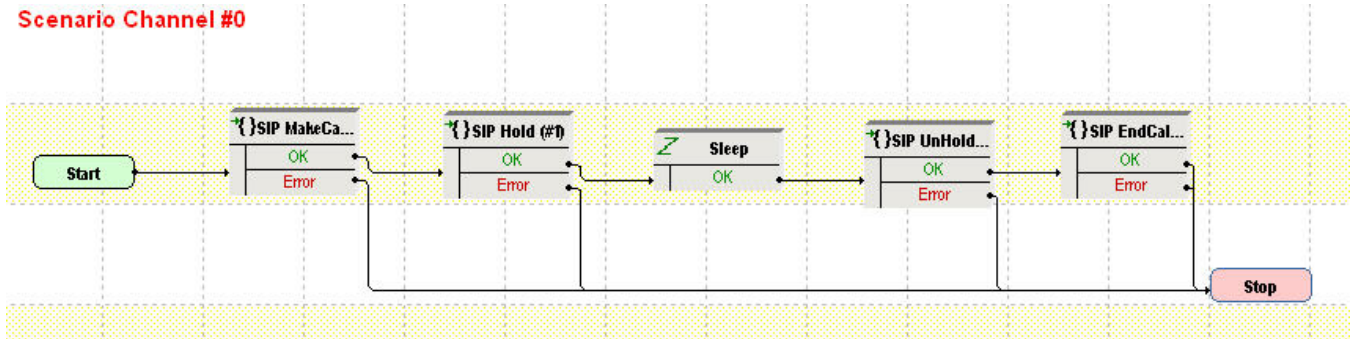 Scenario Channel #0
Start
{}SIP MakeCa...
OK
Error
{}SIP Hold (#1)
OK
Error
Z Sleep
OK
{}SIP UnHold...
OK
Error
{}SIP EndCal...
OK
Error
Stop